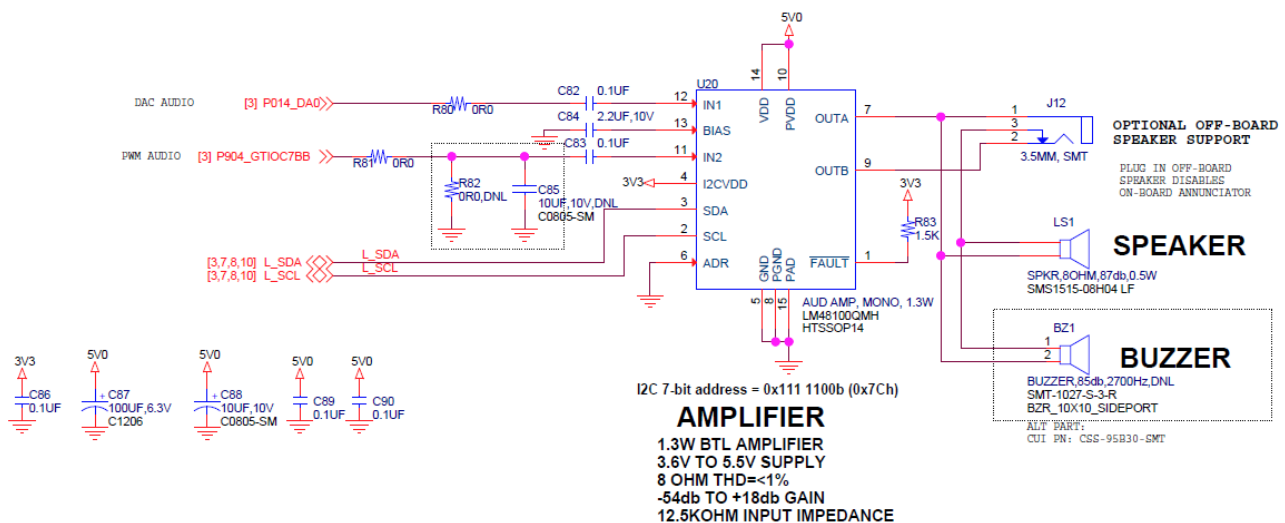 5V0
DAC AUDIO
[3] P014_DA0
R80
0R0
C82
0.1UF
C84
2.2UF,10V
C83
0.1UF
PWM AUDIO
[3] P904_GTIOC7BB
R81
0R0
R82
0R0,DNL
C85
10UF,10V,DNL
C0805-SM
3V3
[3,7,8,10] L_SDA
L_SDA
[3,7,8,10] L_SCL
L_SCL
U20
14
10
VDD
PVDD
12
IN1
13
BIAS
11
IN2
4
I2CVDD
3
SDA
2
SCL
6
ADR
OUTA
7
OUTB
9
FAULT
1
GND
PGND
PAD
5
8
15
AUD AMP, MONO, 1.3W
LM48100QMH
HTSSOP14
3V3
R83
1.5K
J12
1
3
2
3.5MM, SMT
OPTIONAL OFF-BOARD
SPEAKER SUPPORT
PLUG IN OFF-BOARD
SPEAKER DISABLES
ON-BOARD ANNUNCIATOR
LS1
SPEAKER
SPKR,8OHM,87db,0.5W
SMS1515-08H04 LF
BZ1
1
2
BUZZER
BUZZER,85db,2700Hz,DNL
SMT-1027-S-3-R
BZR_10X10_SIDEPORT
ALT PART:
CUI PN: CSS-95B30-SMT
3V3
C86
0.1UF
5V0
C87
100UF,6.3V
C1206
5V0
C88
10UF,10V
C0805-SM
5V0
C89
0.1UF
5V0
C90
0.1UF
I2C 7-bit address = 0x111 1100b (0x7Ch)
AMPLIFIER
1.3W BTL AMPLIFIER
3.6V TO 5.5V SUPPLY
8 OHM THD=<1%
-54db TO +18db GAIN
12.5KOHM INPUT IMPEDANCE